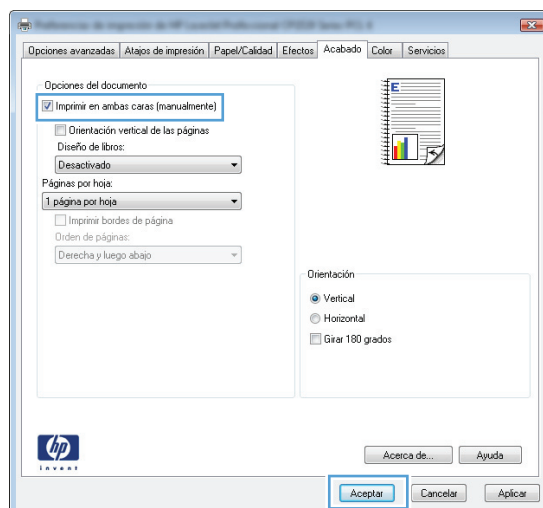 Opciones avanzadas Atajos de impresión Papel/Calidad Efectos Acabado Color Servicios
Opciones del documento
Imprimir en ambas caras (manualmente)
Orientación vertical de las páginas
Diseño de libros:
Desactivado
Páginas por hoja:
1 página por hoja
Imprimir bordes de página
Orden de páginas:
Derecha y luego abajo
E
Orientación
Vertical
Horizontal
Girar 180 grados
hp
invent
Acerca de... Ayuda
Aceptar Cancelar Aplicar